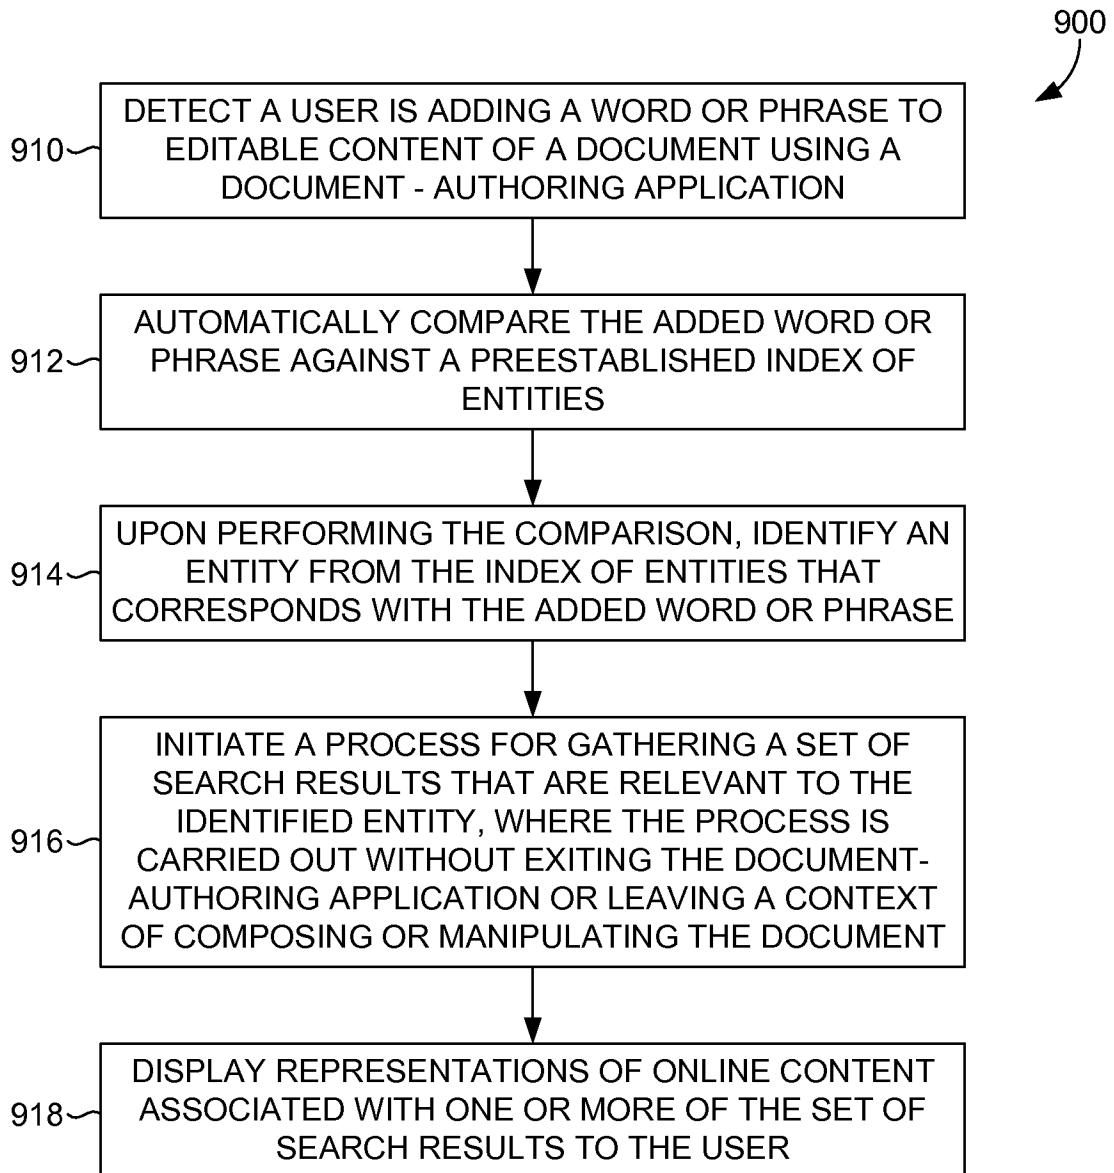 900
DETECT A USER IS ADDING A WORD OR PHRASE TO
910
EDITABLE CONTENT OF A DOCUMENT USING A
DOCUMENT - AUTHORING APPLICATION
AUTOMATICALLY COMPARE THE ADDED WORD OR
912
PHRASE AGAINST A PREESTABLISHED INDEX OF
ENTITIES
UPON PERFORMING THE COMPARISON, IDENTIFY AN
914
ENTITY FROM THE INDEX OF ENTITIES THAT
CORRESPONDS WITH THE ADDED WORD OR PHRASE
INITIATE A PROCESS FOR GATHERING A SET OF
SEARCH RESULTS THAT ARE RELEVANT TO THE
IDENTIFIED ENTITY, WHERE THE PROCESS IS
916
CARRIED OUT WITHOUT EXITING THE DOCUMENT-
AUTHORING APPLICATION OR LEAVING A CONTEXT
OF COMPOSING OR MANIPULATING THE DOCUMENT
DISPLAY REPRESENTATIONS OF ONLINE CONTENT
918
ASSOCIATED WITH ONE OR MORE OF THE SET OF
SEARCH RESULTS TO THE USER